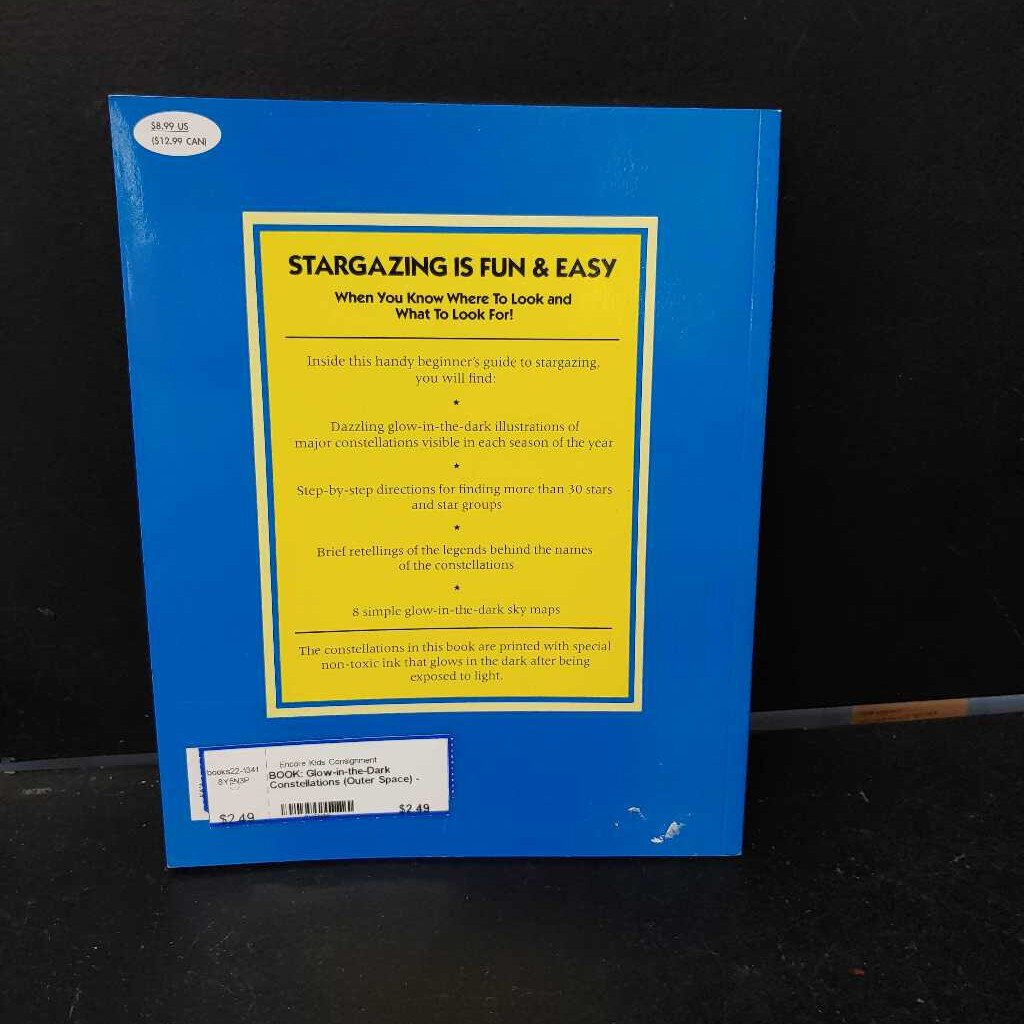 $8.99 US
($12.99 CAN)
STARGAZING IS FUN & EASY
When You Know Where To Look and
What To Look For!
Inside this handy beginner's guide to stargazing,
you will find:
Dazzling glow-in-the-dark illustrations of
major constellations visible in each season of the year
Step-by-step directions for finding more than 30 stars
and star groups
Brief retellings of the legends behind the names
of the constellations
8 simple glow-in-the-dark sky maps
The constellations in this book are printed with special
non-toxic ink that glows in the dark after being
exposed to light.
Encore Kids Consignment
books22-1341
BOOK: Glow-in-the-Dark
Constellations (Outer Space) -
$2.49
$2.49